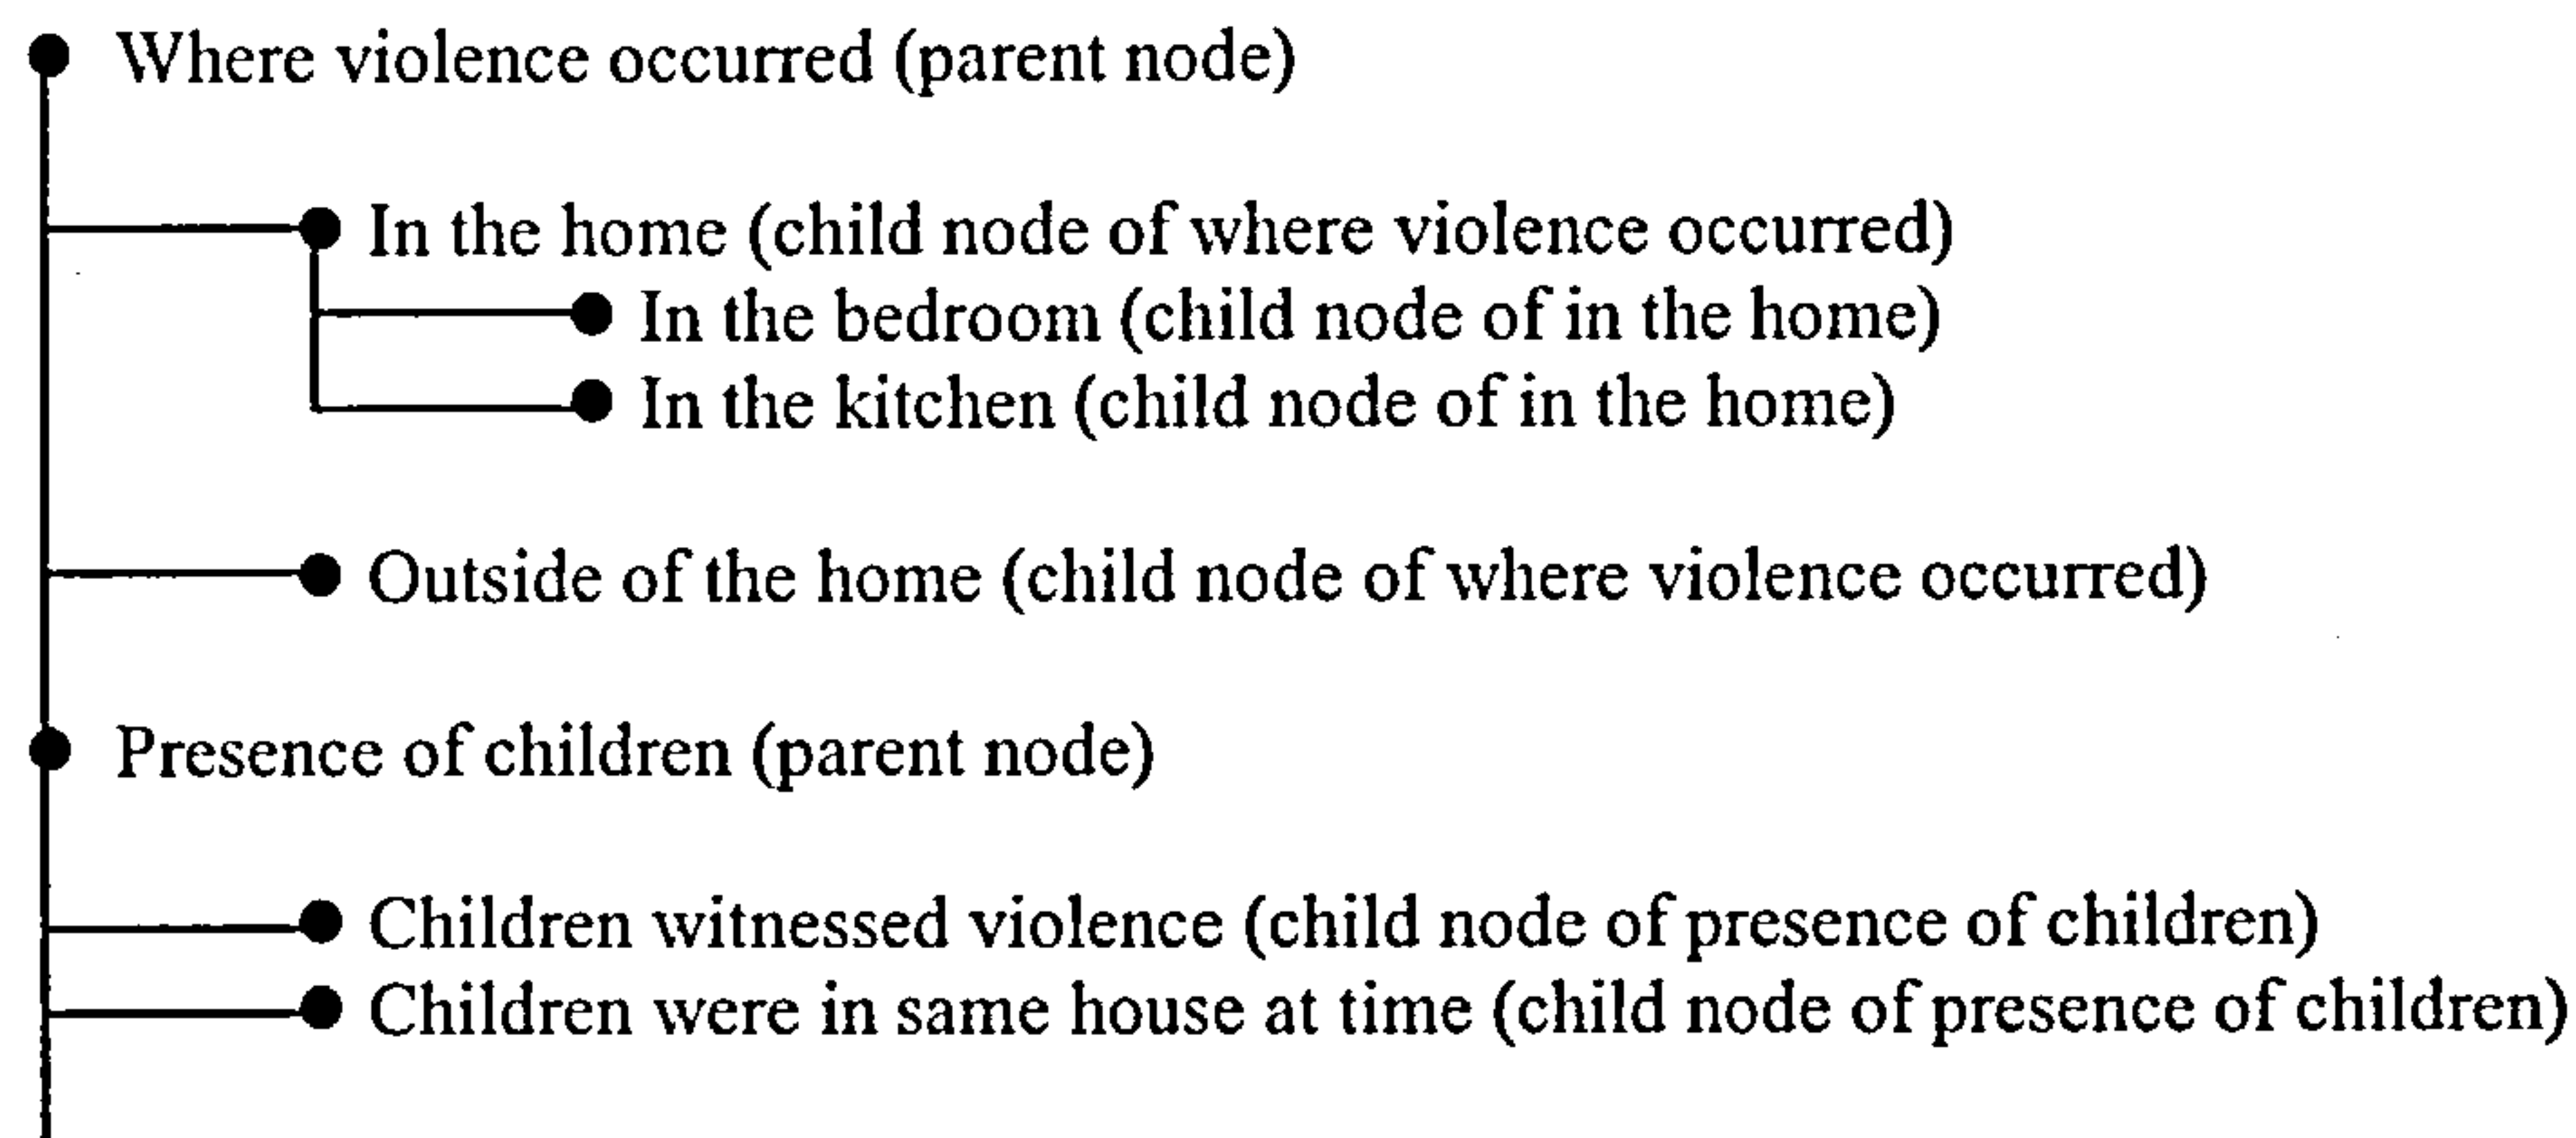 Where violence occurred (parent node)
In the home (child node of where violence occurred)
In the bedroom (child node of in the home)
In the kitchen (child node of in the home)
Outside of the home (child node of where violence occurred)
Presence of children (parent node)
Children witnessed violence (child node of presence of children)
Children were in same house at time (child node of presence of children)